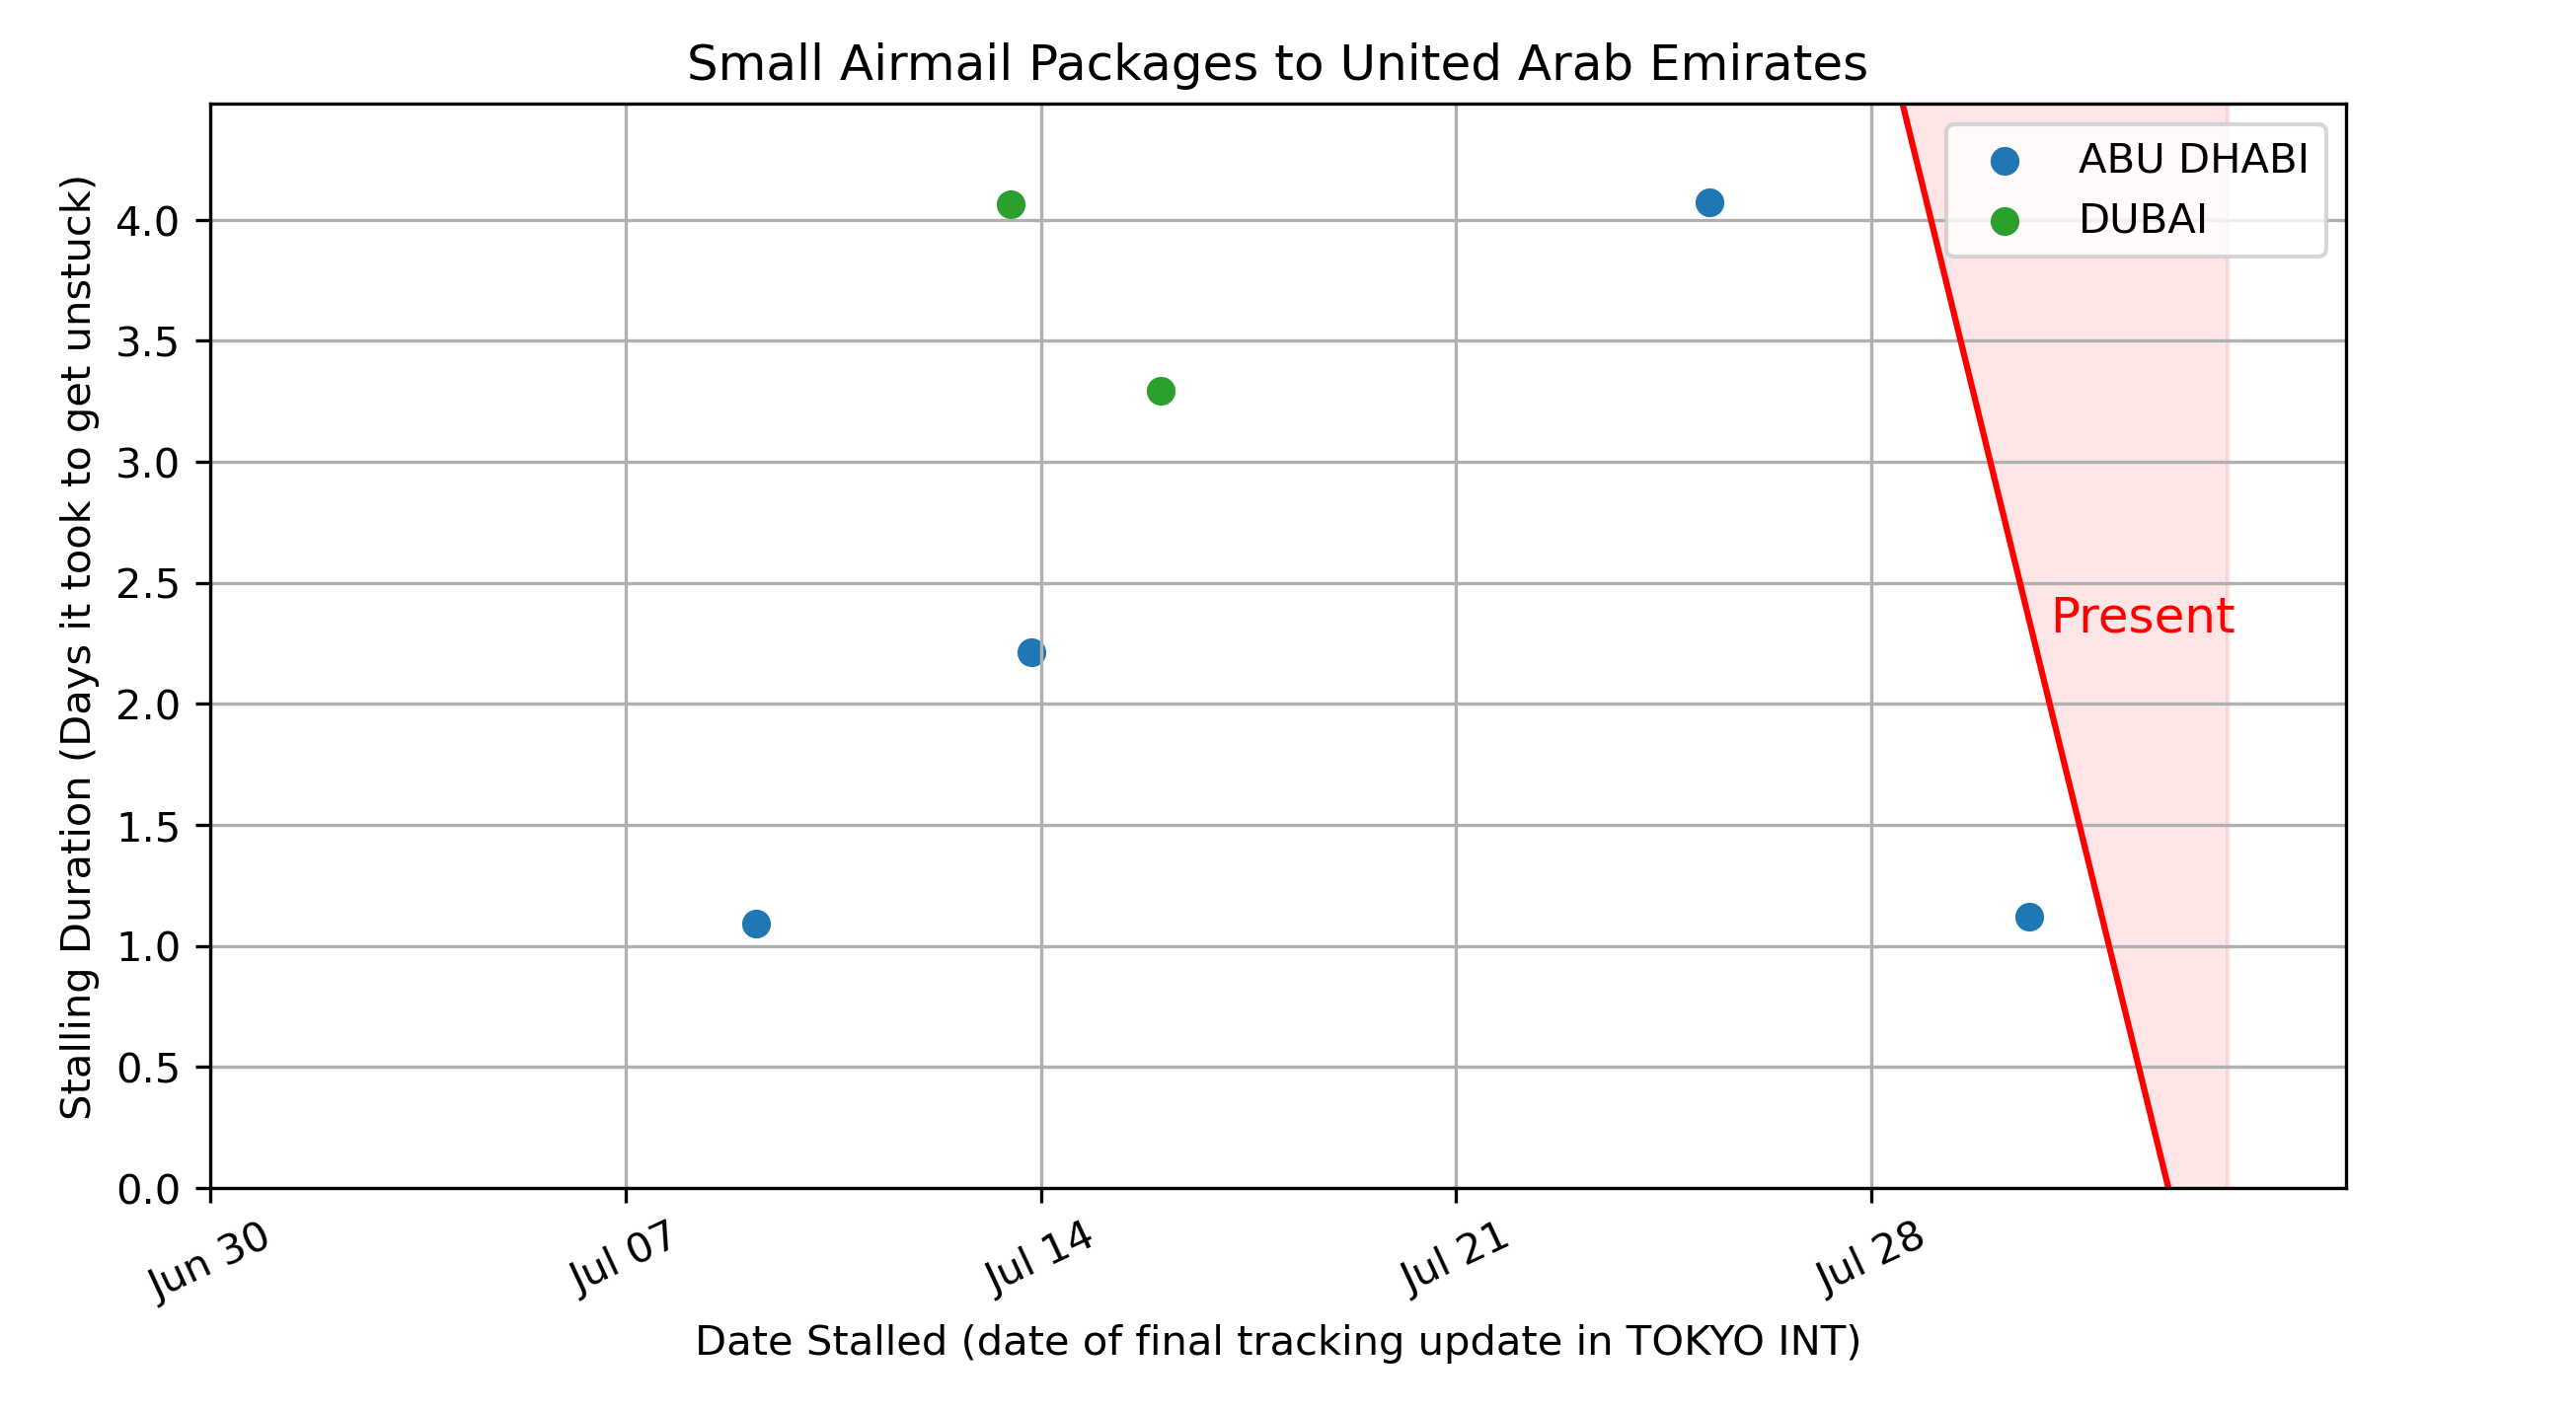 Small Airmail Packages to United Arab Emirates
ABU DHABI
DUBAI
Present
Stalling Duration (Days it took to get unstuck)
4.0
3.5
3.0
2.5
2.0
1.5
1.0
0.5
0.0
Jun 30
Jul 07
Jul 14
Jul 21
Jul 28
Date Stalled (date of final tracking update in TOKYO INT)